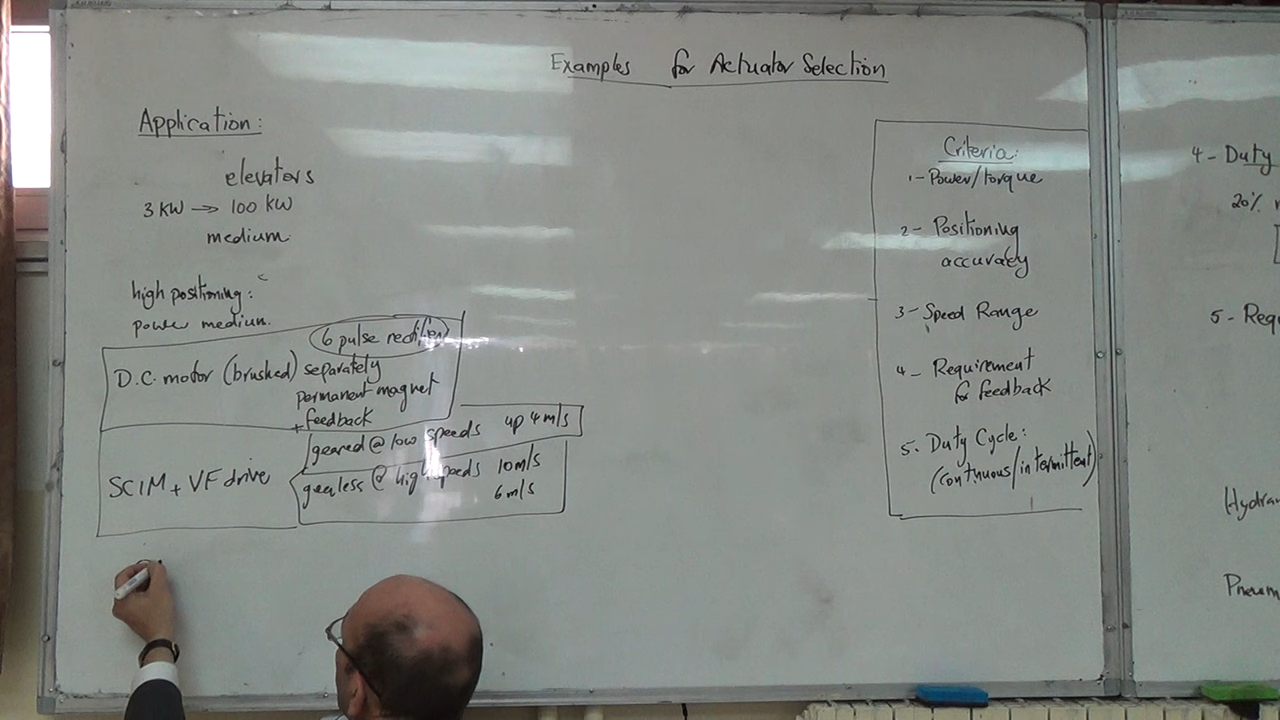 Examples for Actuator Selection
Application:
elevators
3 KW → 100 KW
medium
high positioning:
power medium.
6 pulse rectifier
D.C. motor (brushed) separately
permanent magnet
+ feedback
geared @ low speeds up 4 m/s
SCIM + VF drive
gearless @ high speeds 10 m/s
6 m/s
Criteria:
1- Power/torque
2- Positioning
accuracy
3- Speed Range
4- Requirement
for feedback
5. Duty Cycle:
(continuous/intermittent)
4- Duty
20%
5- Requ
Hydrau
Pneum